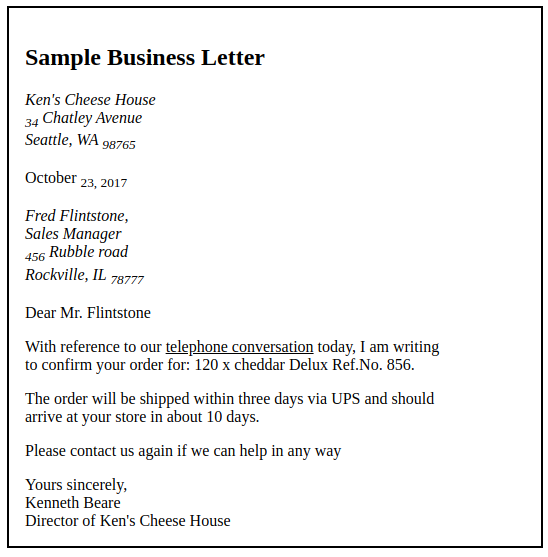 Sample Business Letter
Ken's Cheese House
34 Chatley Avenue
Seattle, WA 98765
October 23, 2017
Fred Flintstone,
Sales Manager
456 Rubble road
Rockville, IL 78777
Dear Mr. Flintstone
With reference to our telephone conversation today, I am writing
to confirm your order for: 120 x cheddar Delux Ref.No. 856.
The order will be shipped within three days via UPS and should
arrive at your store in about 10 days.
Please contact us again if we can help in any way
Yours sincerely,
Kenneth Beare
Director of Ken's Cheese House